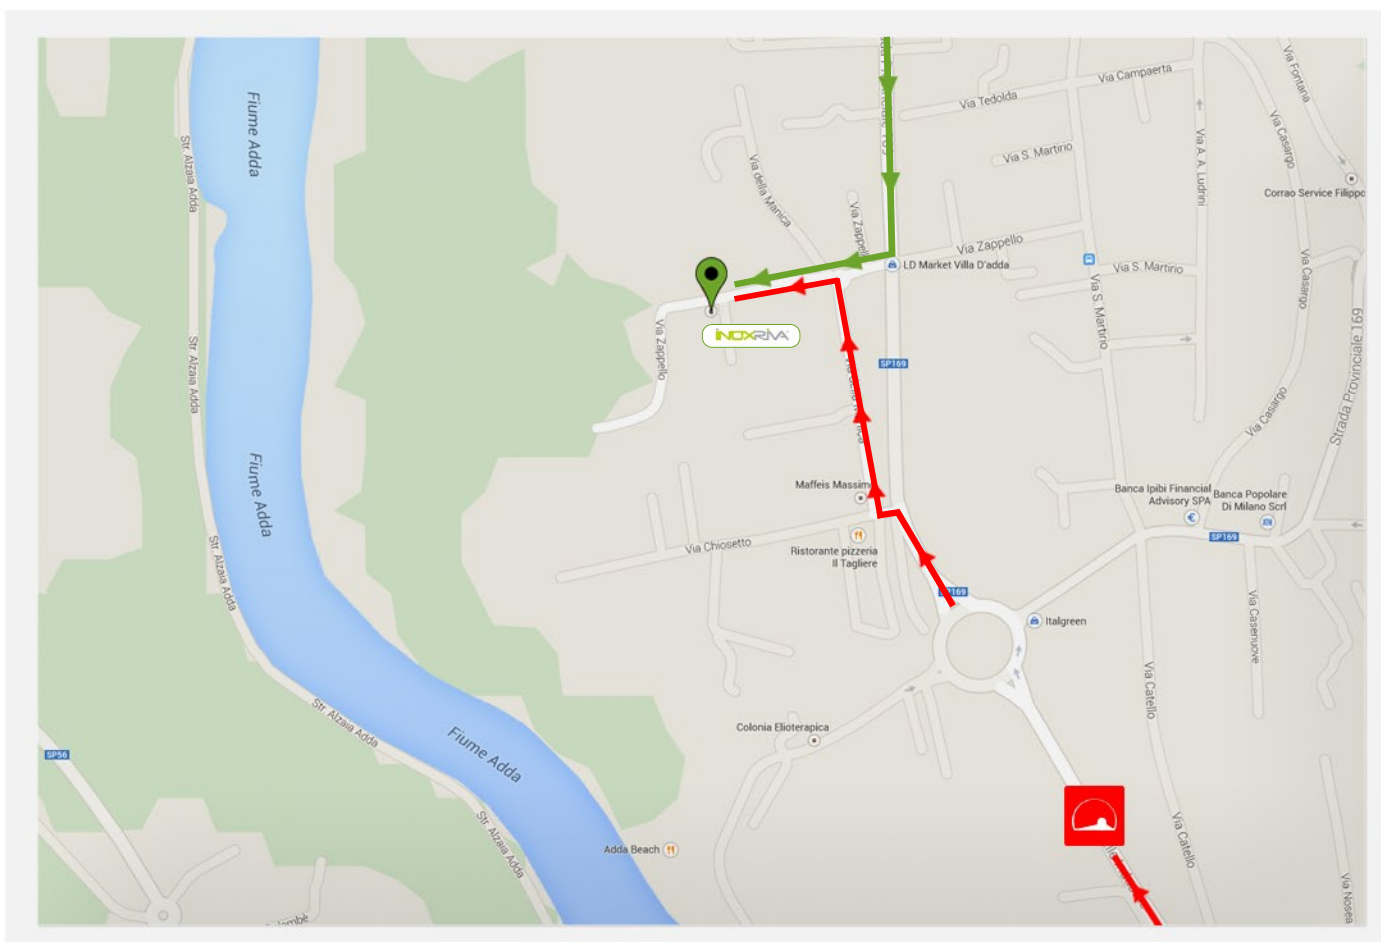 Via Campaerta
Via Fontana
Via Tedolda
Fiume Adda
Via Casargo
Str. Alzaia Adda
Via S. Martirio
Via A. A. Ludrini
Via della Manica
Corrao Service Filippo
Via Zappello
Via Zappello
LD Market Villa D'adda
Via S. Martirio
Via Casargo
Via S. Martirio
INOXRIVA
Via Zappello
SP169
Strada Provinciale 169
Str. Alzaia Adda
Via Casargo
Fiume Adda
Maffeis Massimo
Banca Ipibi Financial
Advisory SPA
Banca Popolare
Di Milano Scrl
SP169
Via Chiosetto
Ristorante pizzeria
Il Tagliere
Str. Alzaia Adda
Via Casenuove
Italgreen
Via Catello
Str. Alzaia Adda
Colonia Elioterapica
Fiume Adda
SP56
Via Catello
Str. Alzaia Adda
Adda Beach
Via Nosea